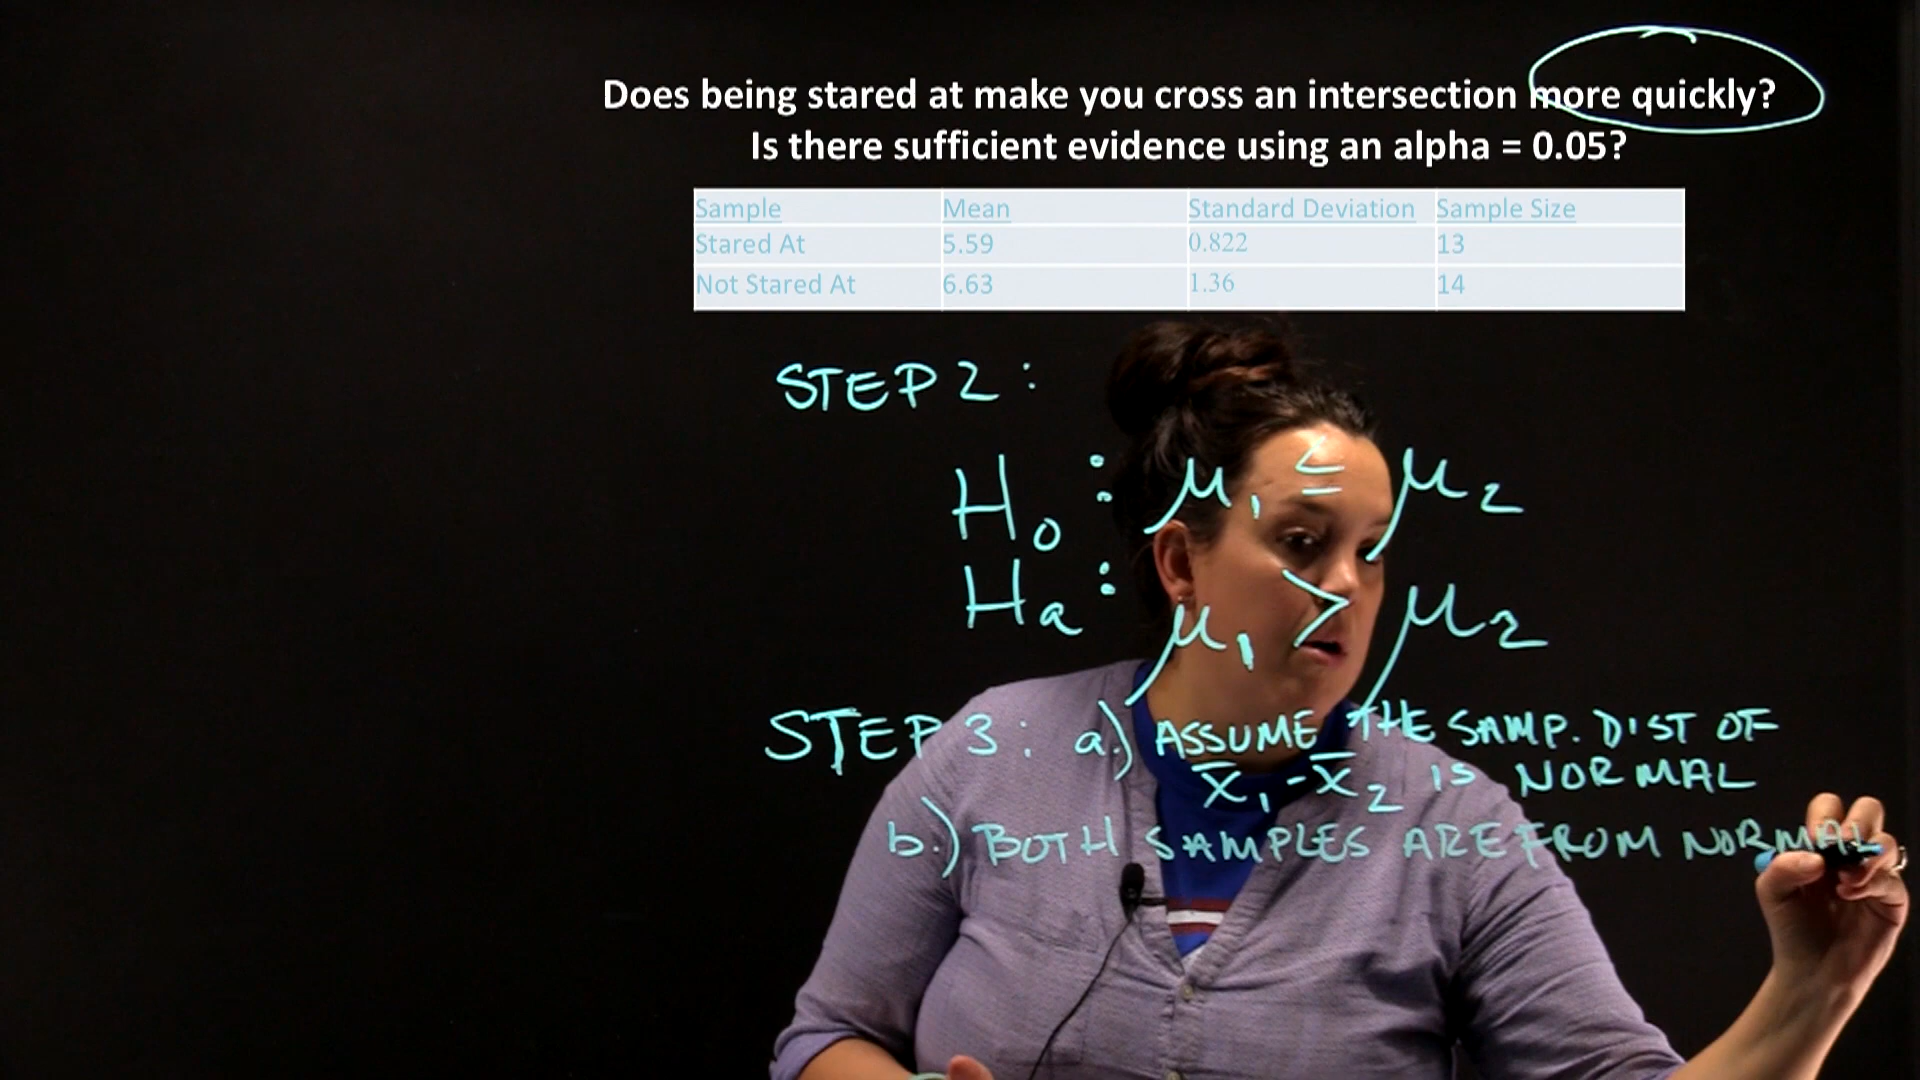 Does being stared at make you cross an intersection more quickly?
Is there sufficient evidence using an alpha = 0.05?
Sample Mean Standard Deviation Sample Size
Stared At 5.59 0.822 13
Not Stared At 6.63 1.36 14
STEP 2:
H₀: μ₁ ≤ μ₂
Hₐ: μ₁ > μ₂
STEP 3: a.) ASSUME THE SAMP. DIST OF
x̄₁ - x̄₂ IS NORMAL
b.) BOTH SAMPLES ARE FROM NORMAL